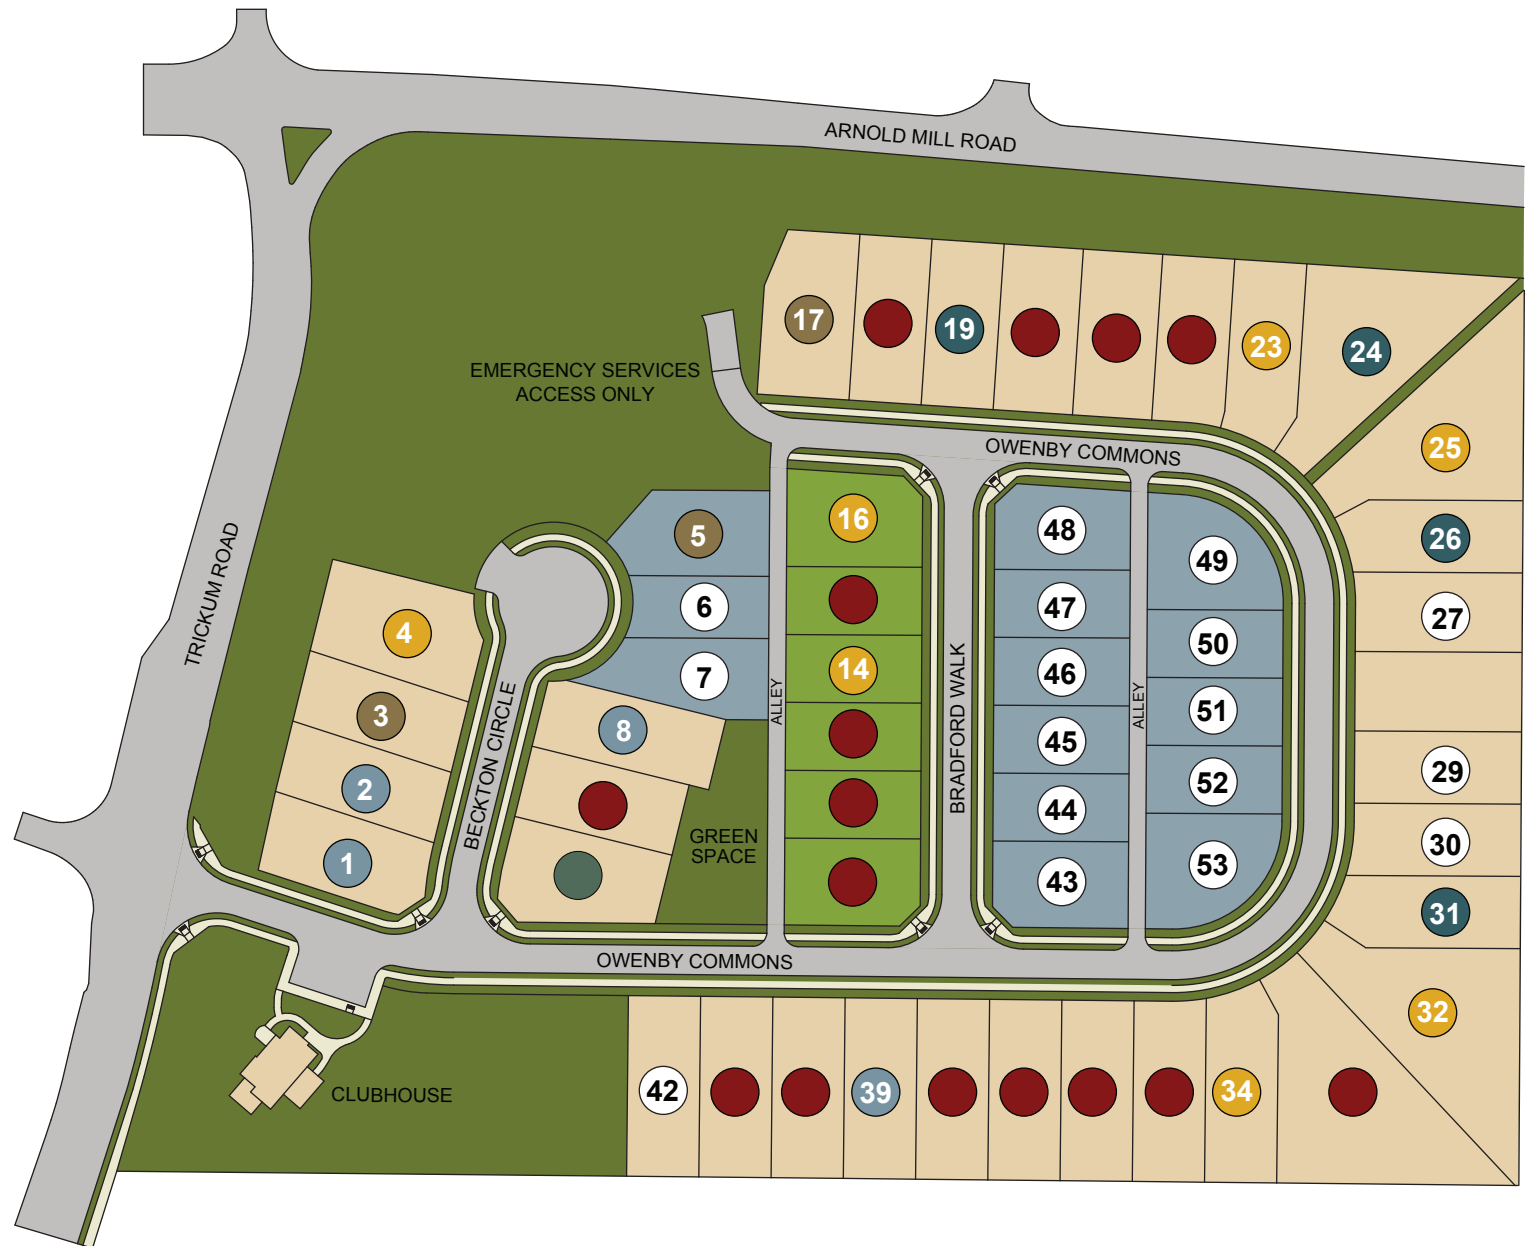 ARNOLD MILL ROAD
17
19
23
24
EMERGENCY SERVICES
ACCESS ONLY
25
OWENBY COMMONS
16
48
5
26
49
TRICKUM ROAD
6
47
27
4
50
14
46
7
ALLEY
ALLEY
BRADFORD WALK
51
3
8
45
BECKTON CIRCLE
29
52
2
44
30
GREEN
SPACE
1
53
43
31
OWENBY COMMONS
32
42
39
34
CLUBHOUSE